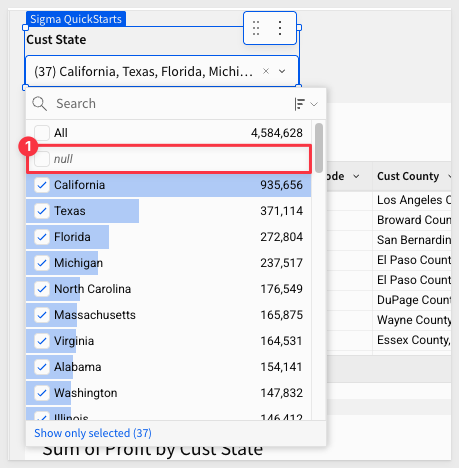 Sigma QuickStarts
Cust State
(37) California, Texas, Florida, Michi...
Search
All 4,584,628
1
null
California 935,656
Texas 371,114
Florida 272,804
Michigan 237,517
North Carolina 176,549
Massachusetts 165,875
Virginia 164,531
Alabama 154,141
Washington 147,832
Illinois 146,412
Show only selected (37)
ode Cust County
Los Angeles C
Broward Coun
San Bernardin
El Paso County
El Paso County
DuPage County
Wayne County
Essex County,
Sum of Profit by Cust State